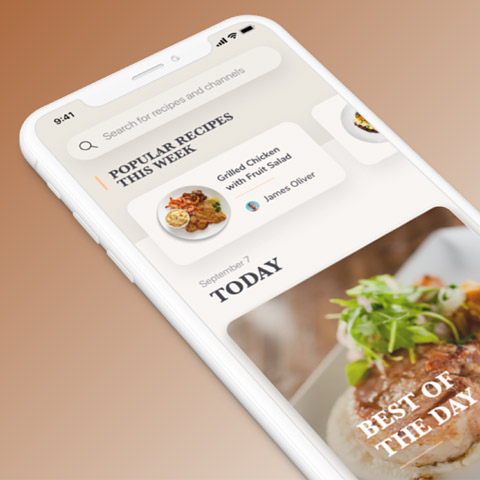 9:41
Search for recipes and channels
POPULAR RECIPES
THIS WEEK
Grilled Chicken
with Fruit Salad
James Oliver
September 7
TODAY
BEST OF
THE DAY